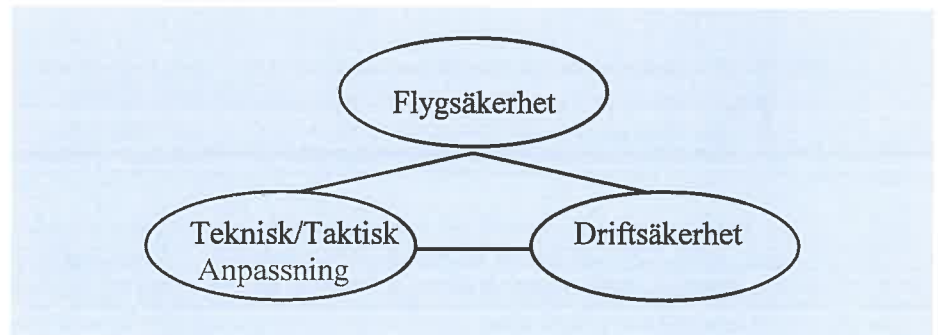 Flygsäkerhet
Teknisk/Taktisk
Anpassning
Driftsäkerhet